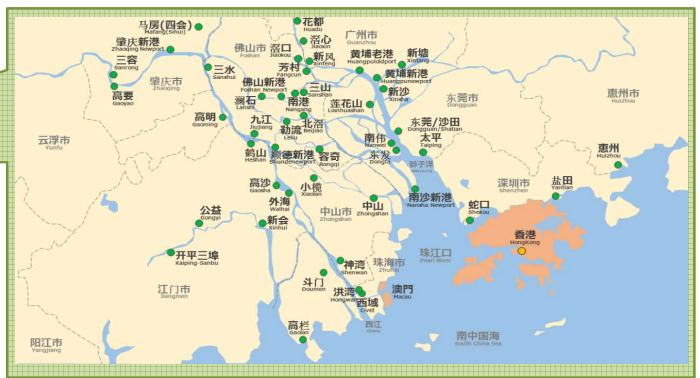 马房(四会)
Mafang(Sihui)
花都
Huadu
肇庆新港
Zhaoqing Newport
佛山市
Foshan
滘口
Jiaokou
滘心
Jiaoxin
广州市
Guangzhou
三容
Sanrong
三水
Sanshui
芳村
Fangcun
新风
Xinfeng
黄埔老港
Huangpuoldport
新塘
Xintang
肇庆市
Zhaoqing
佛山新港
Foshan Newport
黄埔新港
Huangpunewport
高要
Gaoyao
澜石
Lanshi
三山
Sanshan
新沙
Xinsha
南港
Nangang
莲花山
Lianhuashan
东莞市
Dongguan
惠州市
Huizhou
高明
Gaoming
九江
Jiujiang
勒流
Leliu
北滘
Beijiao
东莞/沙田
Dongguan/Shatian
云浮市
Yunfu
南伟
Nanwei
太平
Taiping
鹤山
Heshan
顺德新港
Shundenewport
容奇
Rongqi
东发
Dongfa
狮子洋
惠州
Huizhou
高沙
Gaosha
小榄
Xiaolan
深圳市
Shenzhen
盐田
Yantian
外海
Waihai
中山
Zhongshan
南沙新港
Nansha Newport
蛇口
Shekou
公益
Gongyi
新会
Xinhui
中山市
Zhongshan
香港
HongKong
开平三埠
Kaiping-Sanbu
珠江口
Pearl River
神湾
Shenwan
珠海市
Zhuhai
江门市
Jiangmen
斗门
Doumen
洪湾
Hongwan
澳門
Macau
西域
Civet
高栏
Gaolan
西江
南中国海
South China Sea
阳江市
Yangjiang